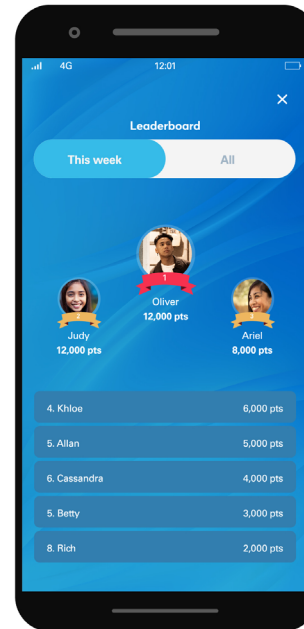 4G 12:01
Leaderboard
This week All
1
Oliver
12,000 pts
2
Judy
12,000 pts
3
Ariel
8,000 pts
4. Khloe 6,000 pts
5. Allan 5,000 pts
6. Cassandra 4,000 pts
5. Betty 3,000 pts
8. Rich 2,000 pts